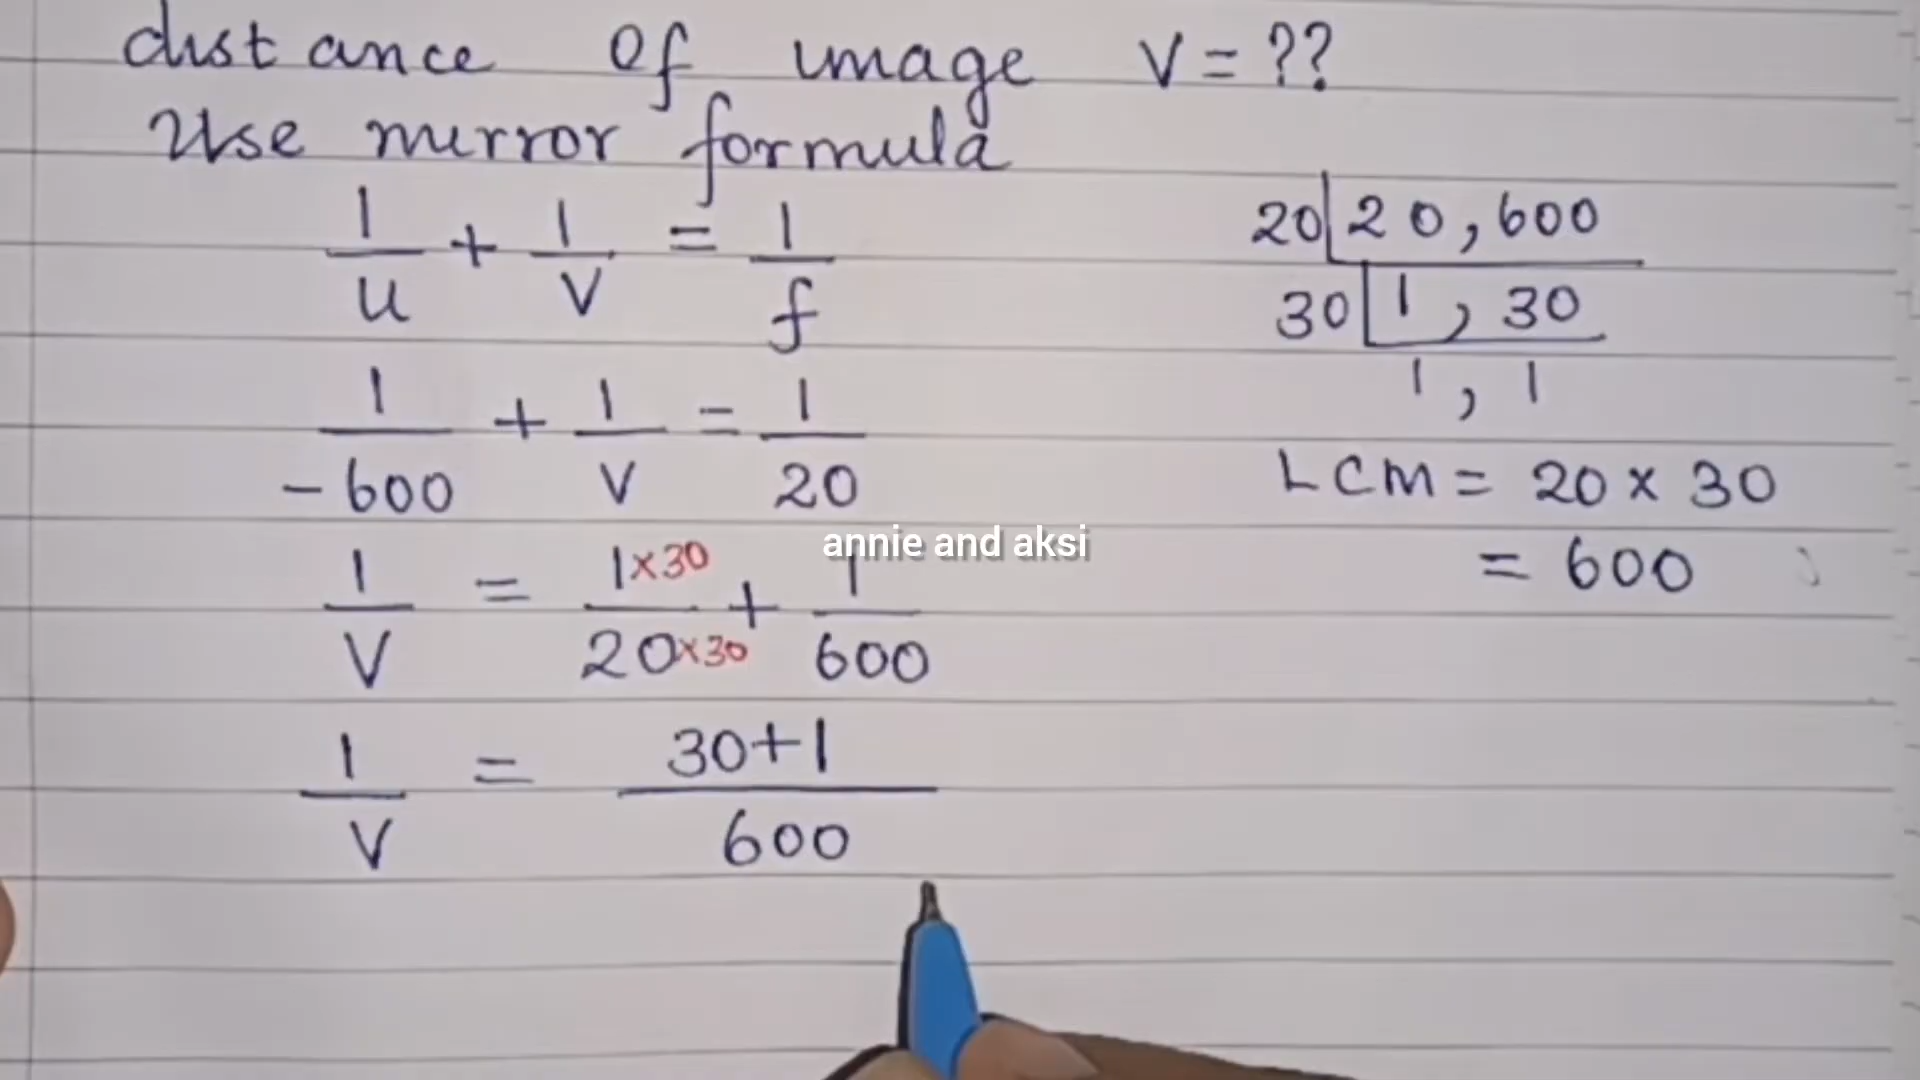 distance of image V = ??
Use mirror formula
1/u + 1/V = 1/f
1/-600 + 1/V = 1/20
1/V = 1×30/20×30 + 1/600
1/V = 30+1/600
20|20,600
30|1,30
1,1
LCM = 20 × 30
= 600
annie and aksi